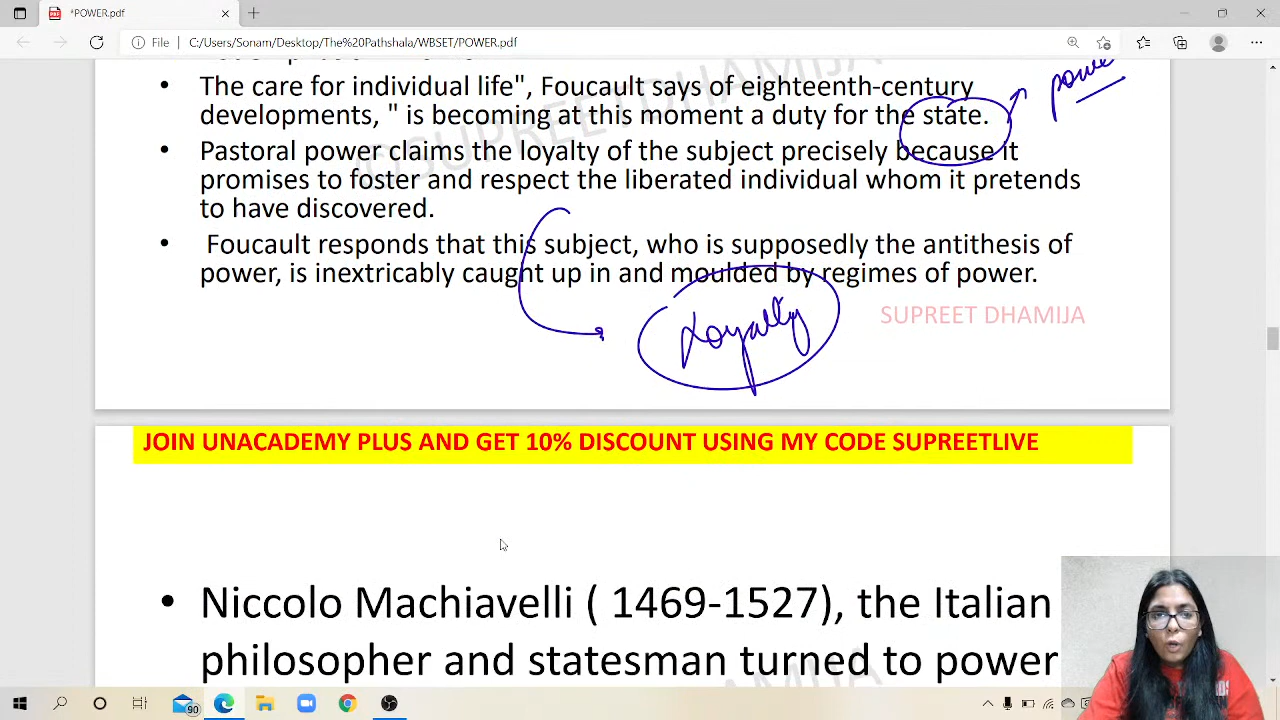 *POWER.pdf
File
C:/Users/Sonam/Desktop/The%20Pathshala/WBSET/POWER.pdf
power
• The care for individual life", Foucault says of eighteenth-century
developments, " is becoming at this moment a duty for the state.
• Pastoral power claims the loyalty of the subject precisely because it
promises to foster and respect the liberated individual whom it pretends
to have discovered.
• Foucault responds that this subject, who is supposedly the antithesis of
power, is inextricably caught up in and moulded by regimes of power.
Loyalty
SUPREET DHAMIJA
©SUPREET DHAMIJA
JOIN UNACADEMY PLUS AND GET 10% DISCOUNT USING MY CODE SUPREETLIVE
• Niccolo Machiavelli ( 1469-1527), the Italian
philosopher and statesman turned to power
90